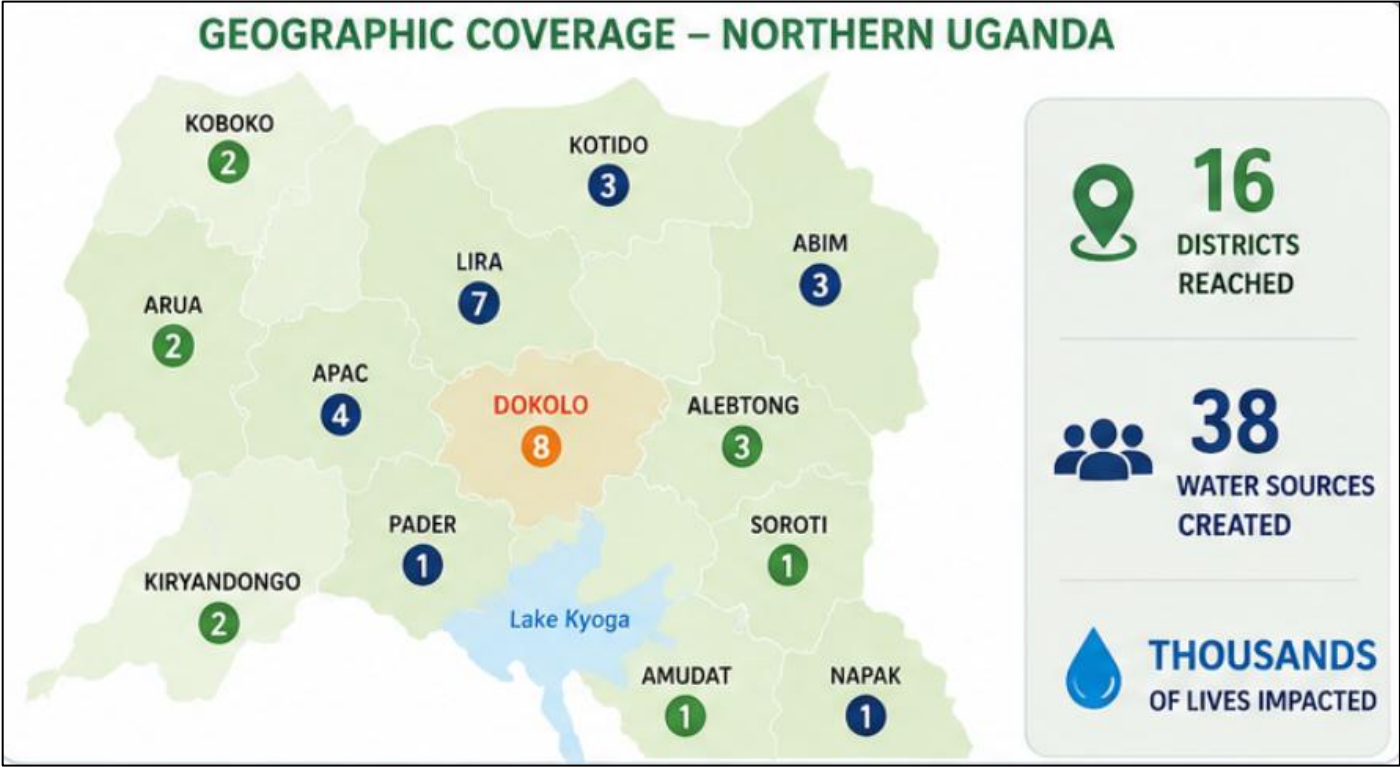 GEOGRAPHIC COVERAGE – NORTHERN UGANDA
KOBOKO
2
KOTIDO
3
ABIM
3
LIRA
7
ARUA
2
APAC
4
DOKOLO
8
ALEBTONG
3
PADER
1
SOROTI
1
KIRYANDONGO
2
Lake Kyoga
AMUDAT
1
NAPAK
1
16
DISTRICTS
REACHED
38
WATER SOURCES
CREATED
THOUSANDS
OF LIVES IMPACTED